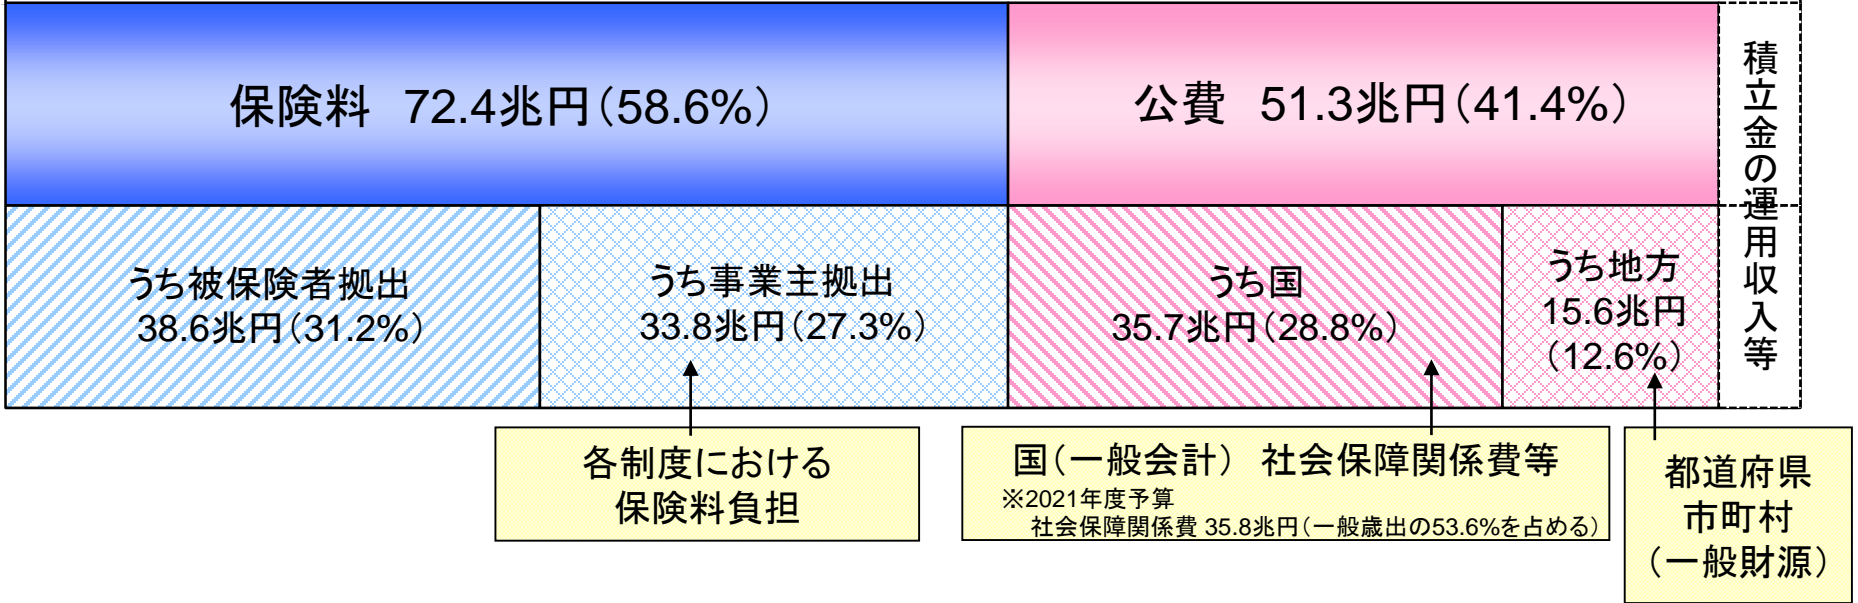 保険料　72.4兆円（58.6%）
公費　51.3兆円（41.4%）
積立金の運用収入等
うち被保険者拠出
38.6兆円（31.2%）
うち事業主拠出
33.8兆円（27.3%）
うち国
35.7兆円（28.8%）
うち地方
15.6兆円
（12.6%）
各制度における
保険料負担
国（一般会計）　社会保障関係費等
※2021年度予算
社会保障関係費 35.8兆円（一般歳出の53.6%を占める）
都道府県
市町村
（一般財源）